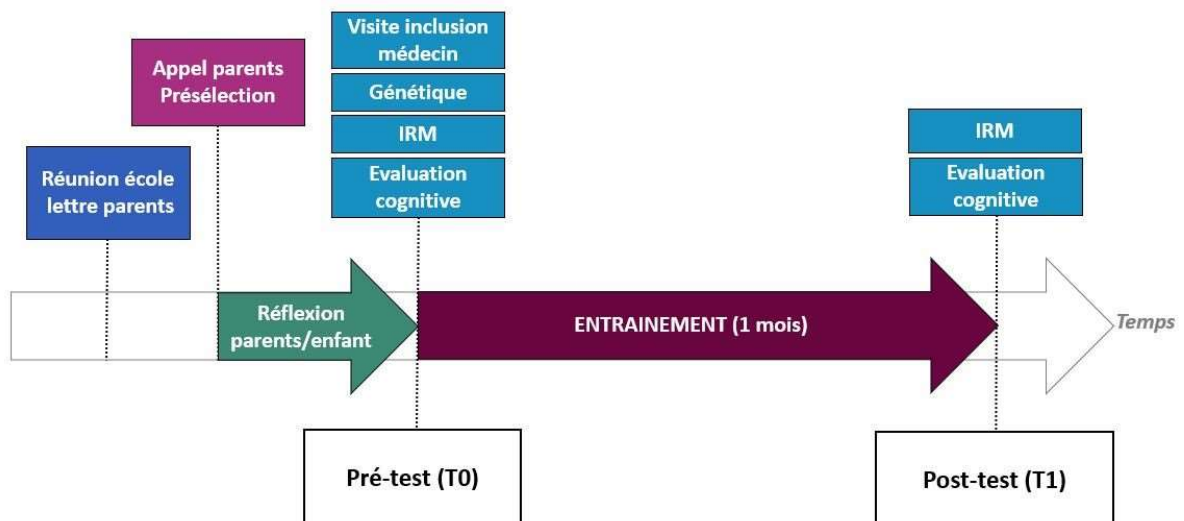 Réunion école
lettre parents
Appel parents
Présélection
Visite inclusion
médecin
Génétique
IRM
Evaluation
cognitive
IRM
Evaluation
cognitive
Réflexion
parents/enfant
ENTRAINEMENT (1 mois)
Temps
Pré-test (T0)
Post-test (T1)